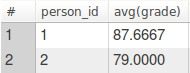 # person_id avg(grade)
1 1 87.6667
2 2 79.0000